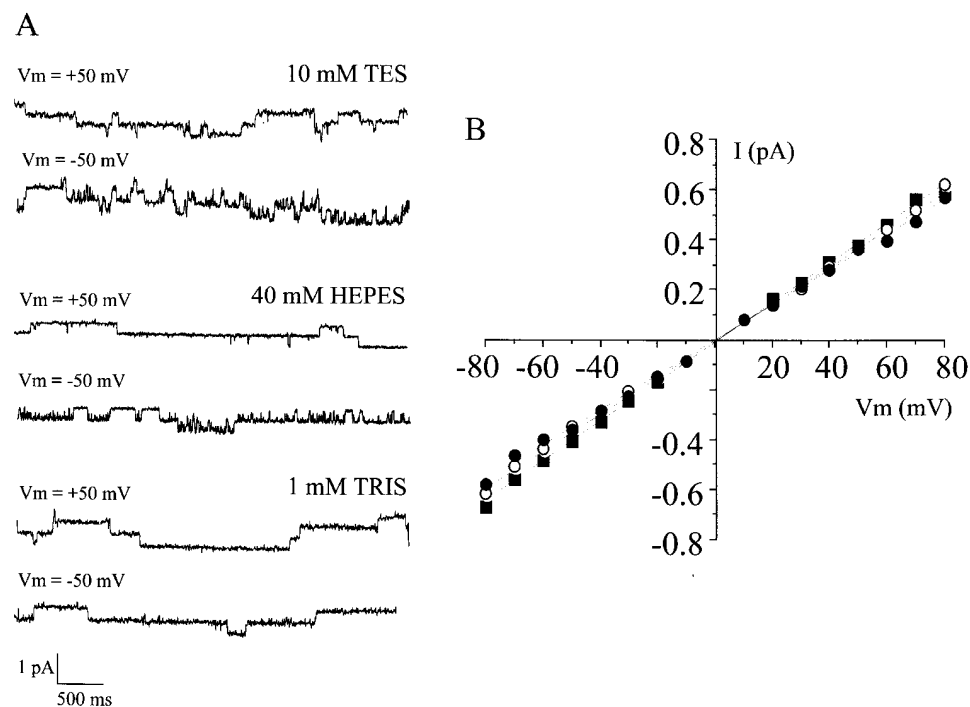 A
Vm = +50 mV
10 mM TES
Vm = -50 mV
Vm = +50 mV
40 mM HEPES
Vm = -50 mV
Vm = +50 mV
1 mM TRIS
Vm = -50 mV
1 pA
500 ms
B
0.8
I (pA)
0.6
0.4
0.2
-80 -60 -40
20 40 60 80
Vm (mV)
-0.4
-0.6
-0.8